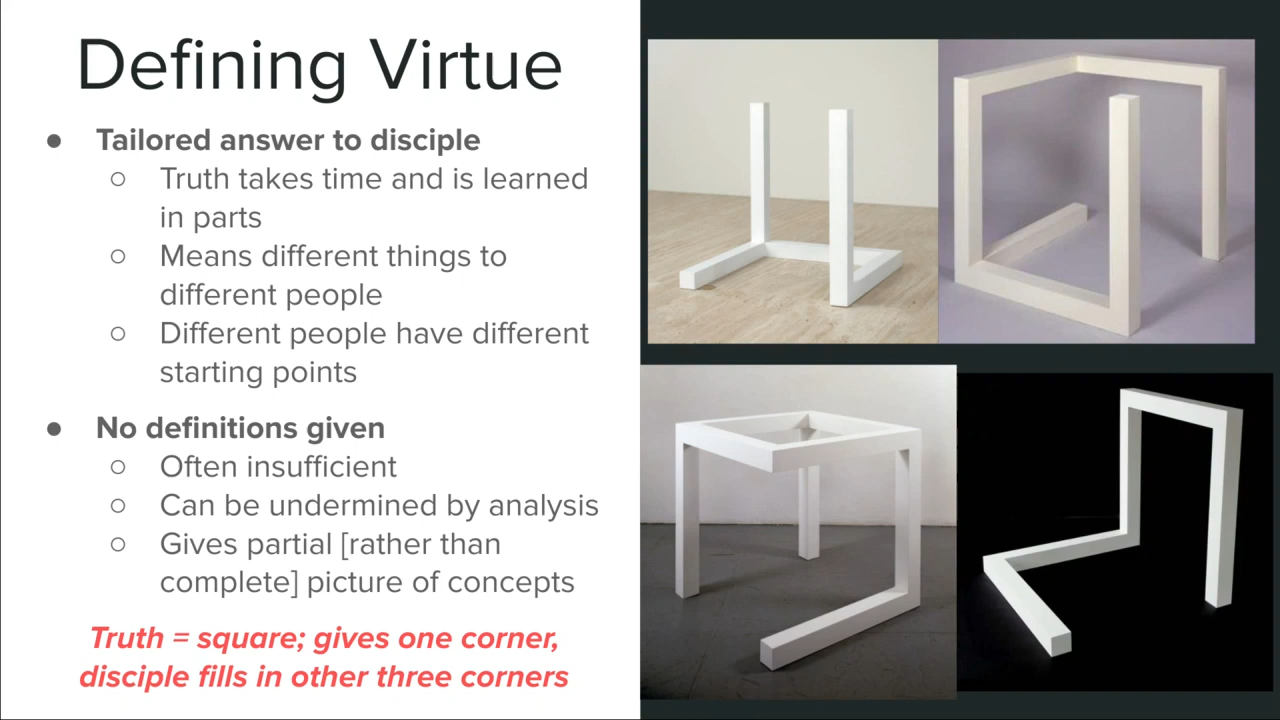 Defining Virtue
● Tailored answer to disciple
○ Truth takes time and is learned
in parts
○ Means different things to
different people
○ Different people have different
starting points
● No definitions given
○ Often insufficient
○ Can be undermined by analysis
○ Gives partial [rather than
complete] picture of concepts
Truth = square; gives one corner,
disciple fills in other three corners